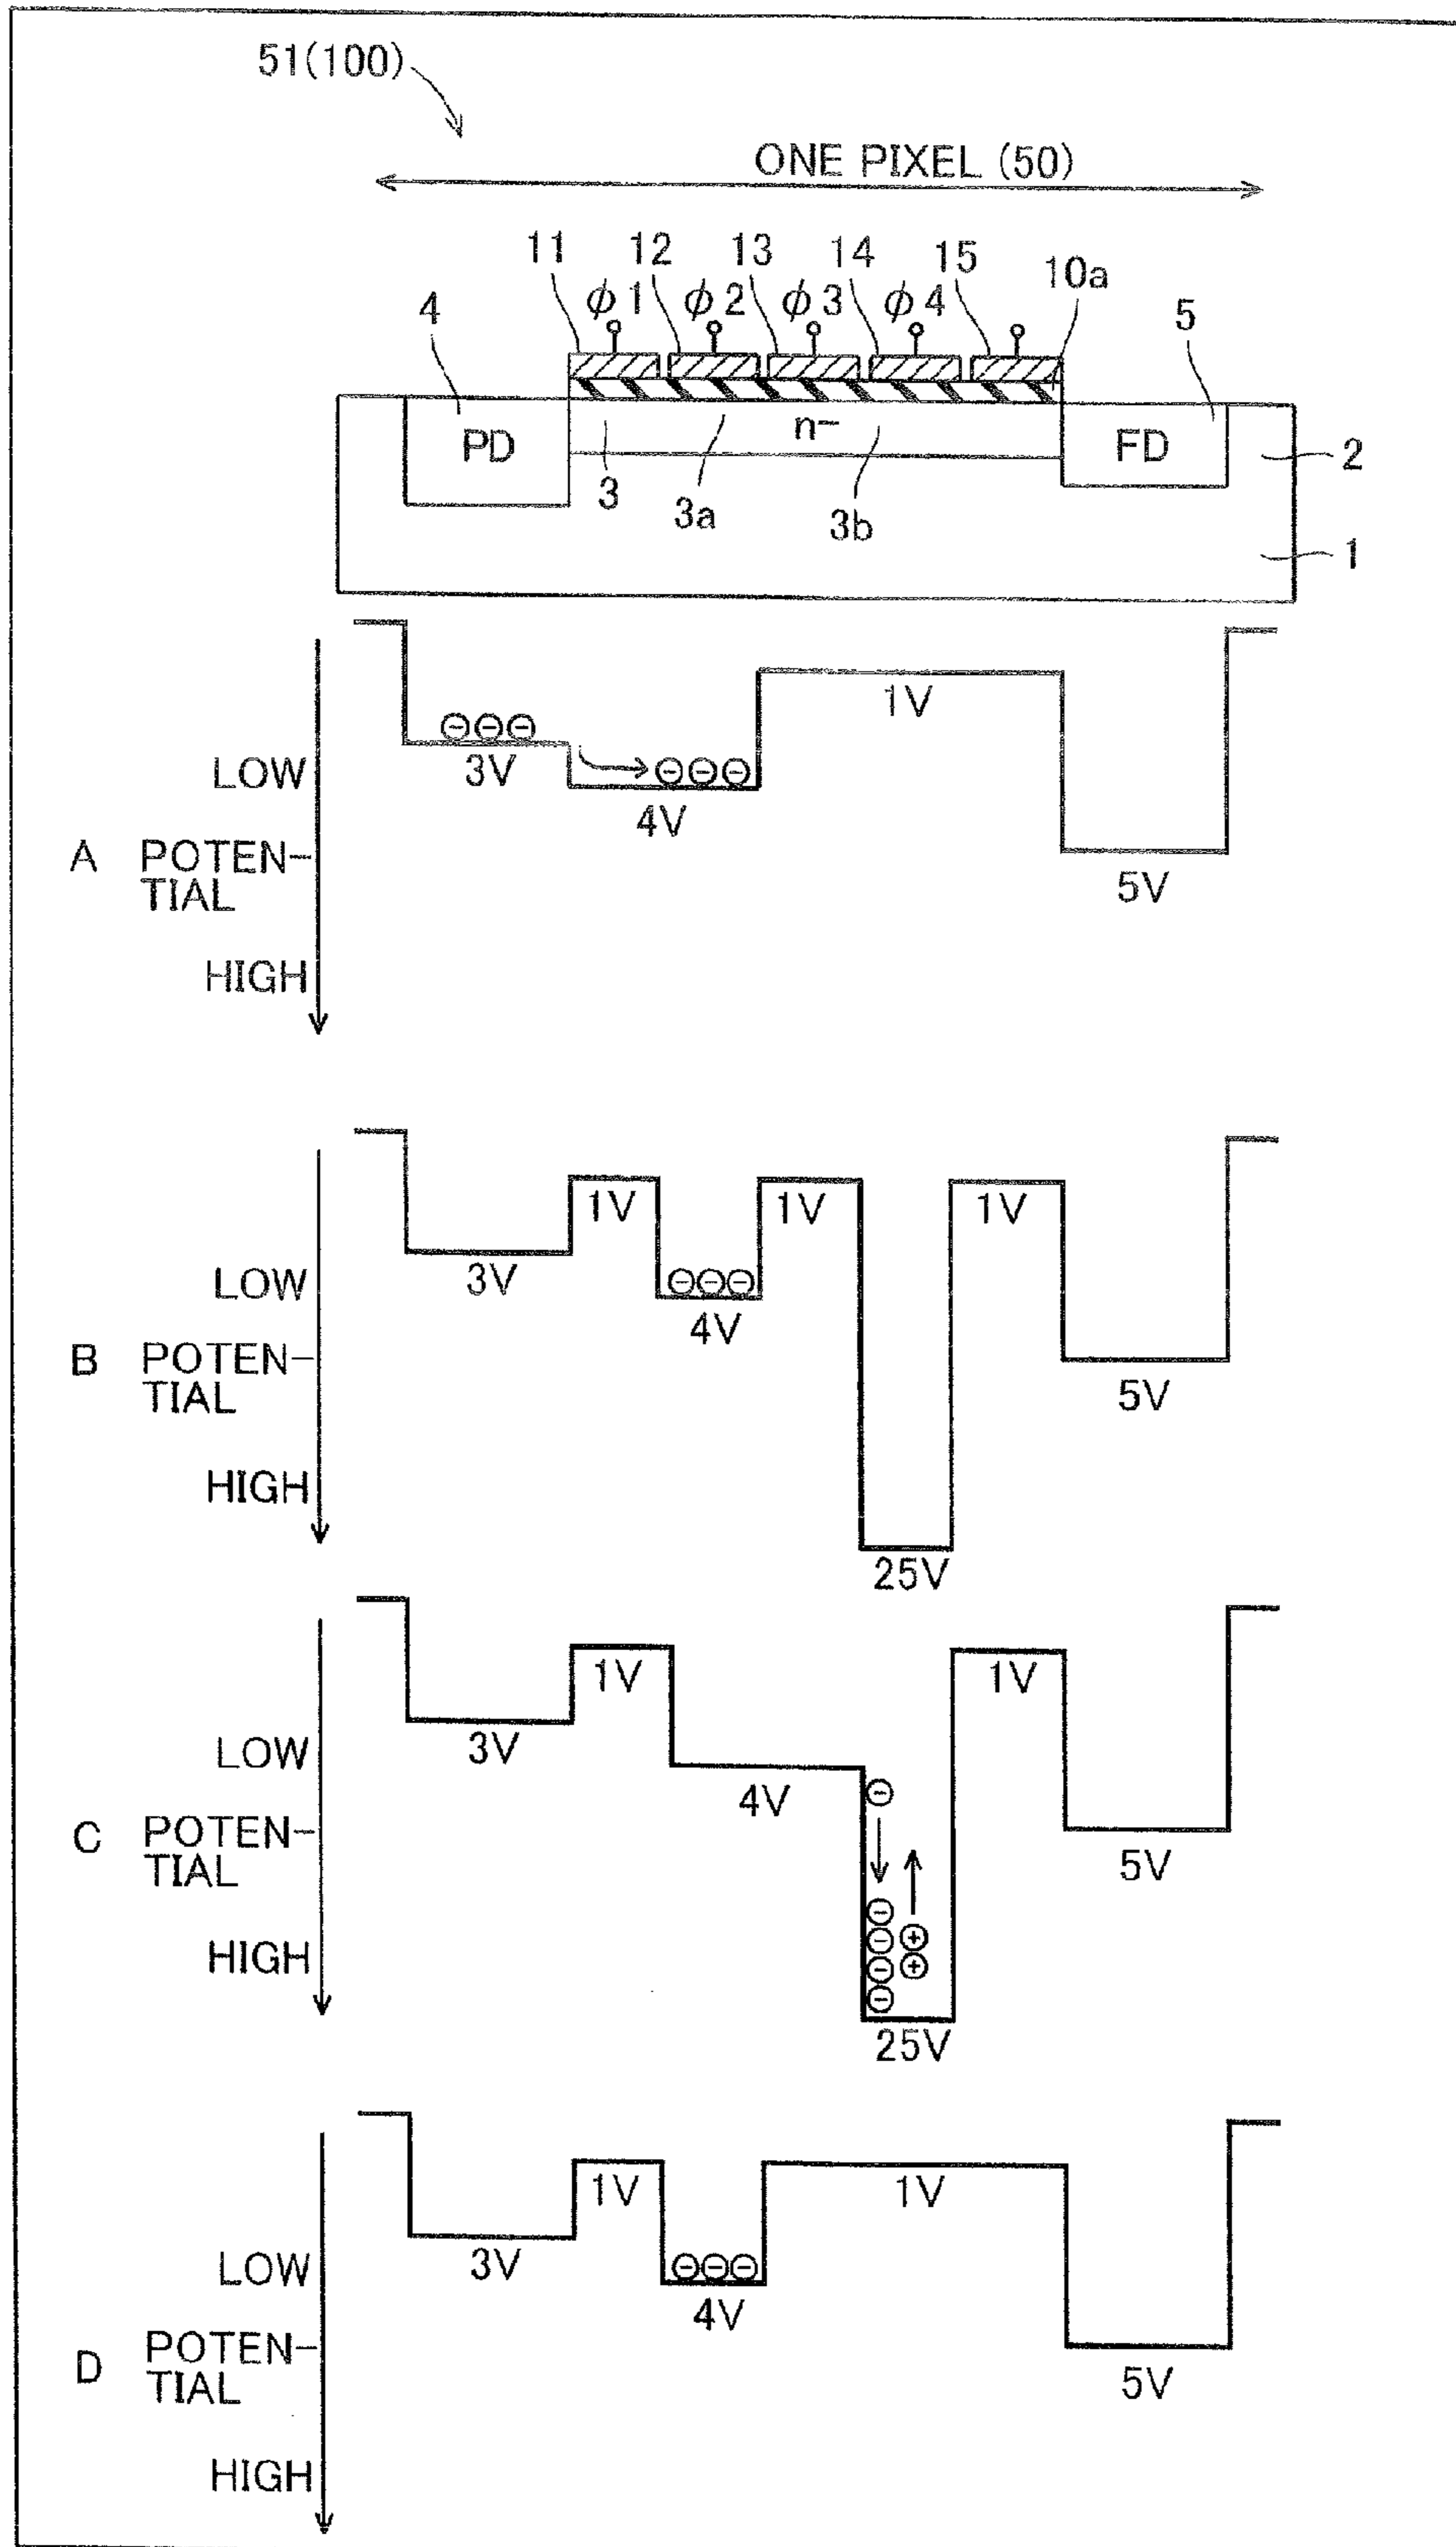 51(100)
ONE PIXEL (50)
11 12 13 14 15 10a
4 ϕ1 ϕ2 ϕ3 ϕ4 5
PD n- FD 2
3 3a 3b 1
1V
LOW 3V
4V
A POTEN-
TIAL 5V
HIGH
1V 1V 1V
LOW 3V
4V
B POTEN-
TIAL 5V
HIGH
25V
1V 1V
LOW 3V
4V
C POTEN-
TIAL 5V
HIGH
25V
1V 1V
LOW 3V
4V
D POTEN-
TIAL 5V
HIGH